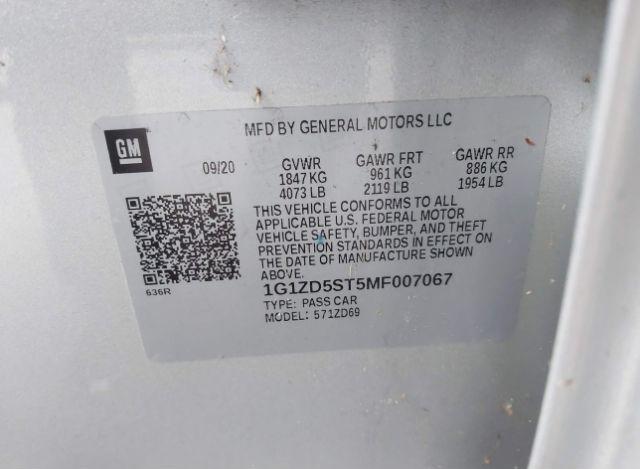 MFD BY GENERAL MOTORS LLC
GM
09/20 GVWR GAWR FRT GAWR RR
1847 KG 961 KG 886 KG
4073 LB 2119 LB 1954 LB
THIS VEHICLE CONFORMS TO ALL
APPLICABLE U.S. FEDERAL MOTOR
VEHICLE SAFETY, BUMPER, AND THEFT
PREVENTION STANDARDS IN EFFECT ON
THE DATE OF MANUFACTURE SHOWN
ABOVE.
636R
1G1ZD5ST5MF007067
TYPE: PASS CAR
MODEL: 571ZD69